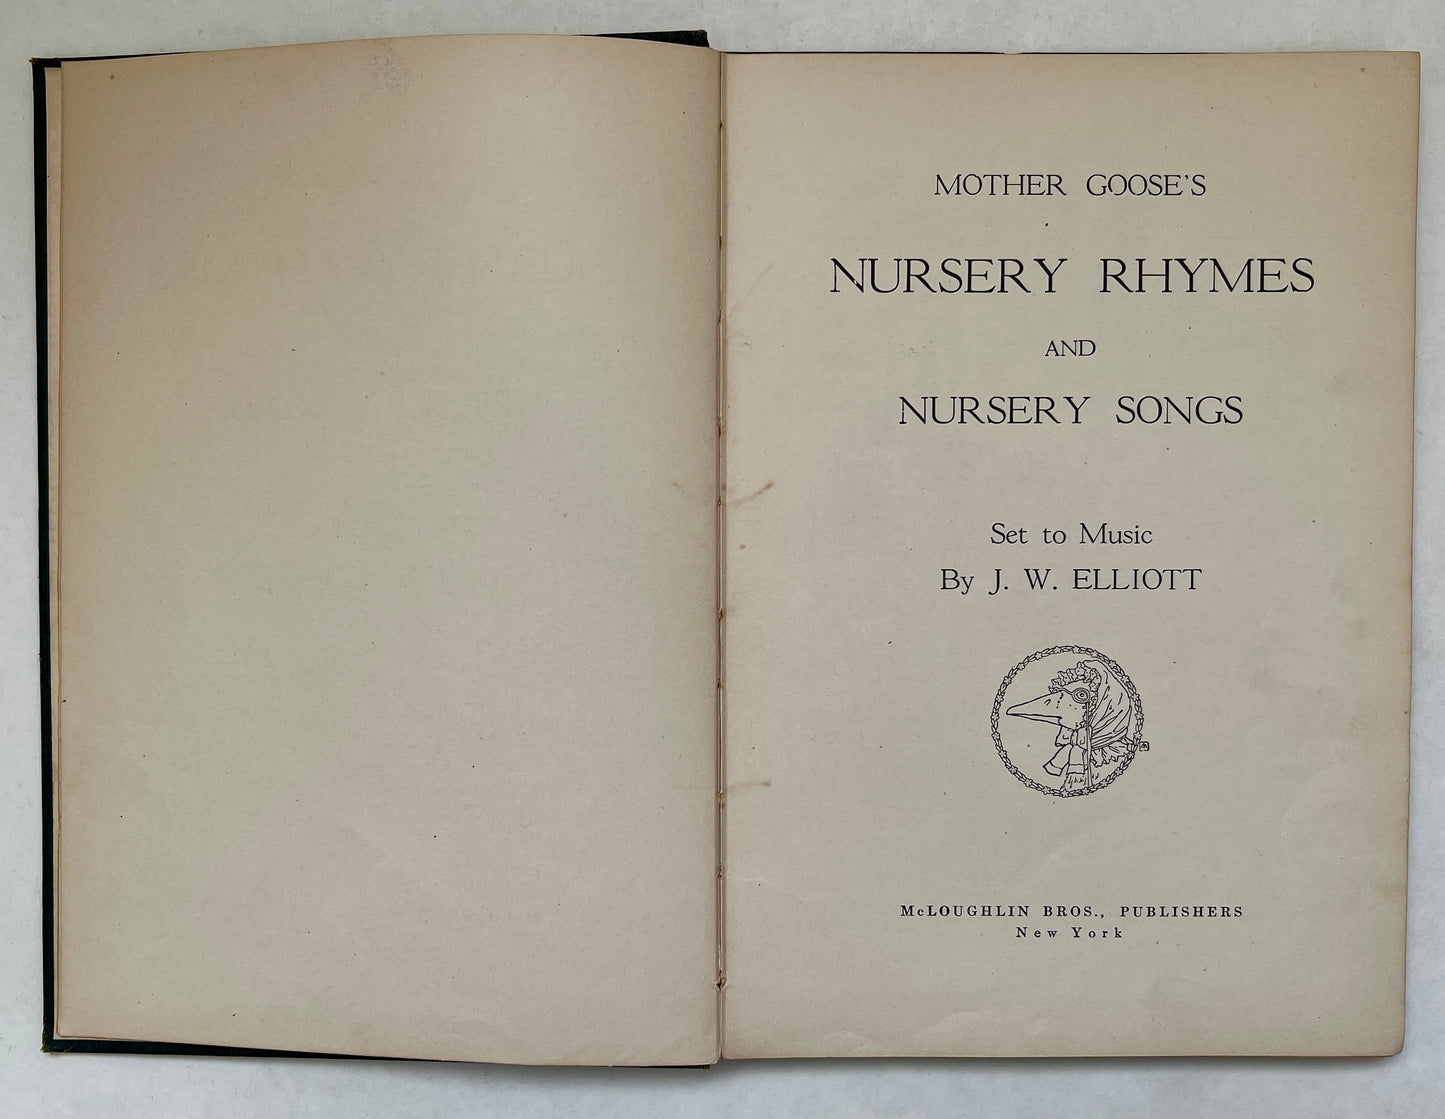 MOTHER GOOSE'S
NURSERY RHYMES
AND
NURSERY SONGS
Set to Music
By J. W. ELLIOTT
McLOUGHLIN BROS., PUBLISHERS
New York